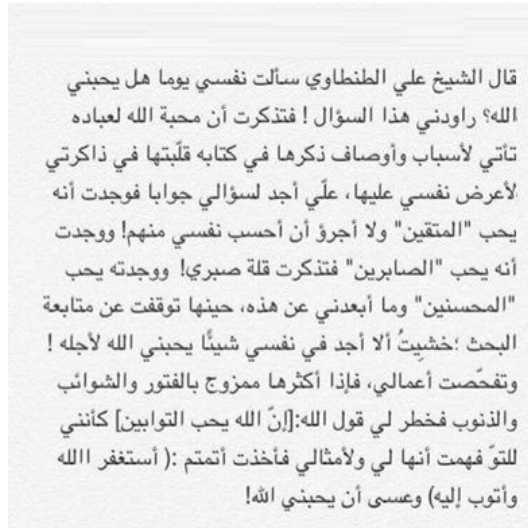 قال الشيخ علي الطنطاوي سألت نفسي يوما هل يحبني
الله؟ راودني هذا السؤال ! فتذكرت أن محبة الله لعباده
تأتي لأسباب وأوصاف ذكرها في كتابه قلّبتها في ذاكرتي
لأعرض نفسي عليها، علّي أجد لسؤالي جوابا فوجدت أنه
يحب "المتقين" ولا أجرؤ أن أحسب نفسي منهم! ووجدت
أنه يحب "الصابرين" فتذكرت قلة صبري! ووجدته يحب
"المحسنين" وما أبعدني عن هذه، حينها توقفت عن متابعة
البحث ؛خشيتُ ألا أجد في نفسي شيئًا يحبني الله لأجله !
وتفحّصت أعمالي، فإذا أكثرها ممزوج بالفتور والشوائب
والذنوب فخطر لي قول الله:[إنّ الله يحب التوابين] كأنني
للتوّ فهمت أنها لي ولأمثالي فأخذت أتمتم :( أستغفر االله
وأتوب إليه) وعسى أن يحبني الله!